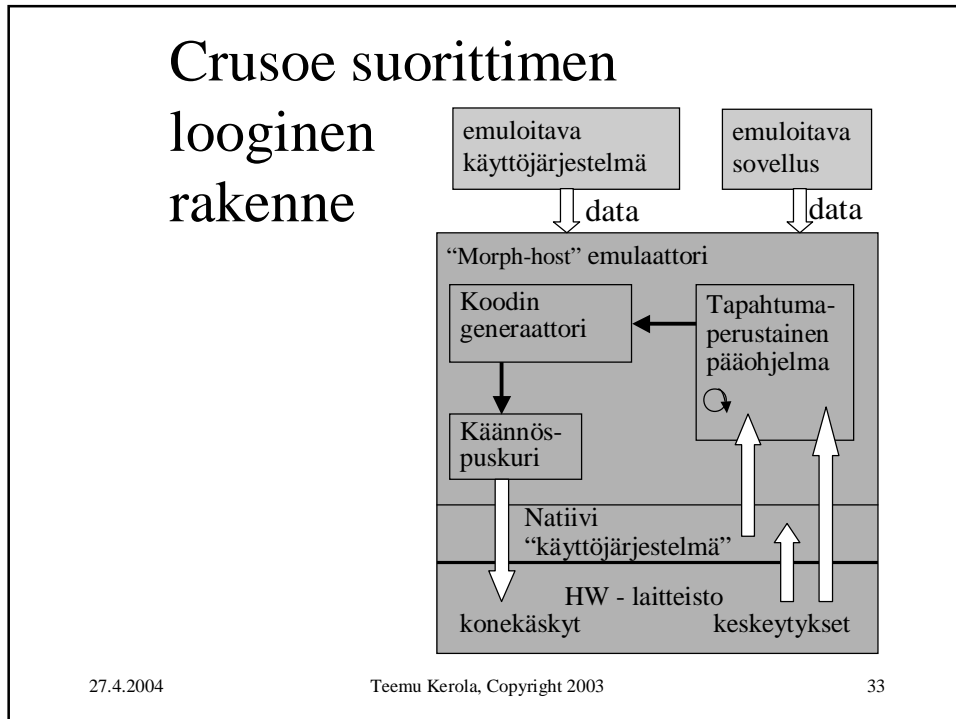 Crusoe suorittimen
looginen
rakenne
emuloitava
käyttöjärjestelmä
emuloitava
sovellus
data
data
“Morph-host” emulaattori
Koodin
generaattori
Tapahtuma-
perustainen
pääohjelma
Käännös-
puskuri
Natiivi
“käyttöjärjestelmä”
HW - laitteisto
konekäskyt
keskeytykset
27.4.2004
Teemu Kerola, Copyright 2003
33